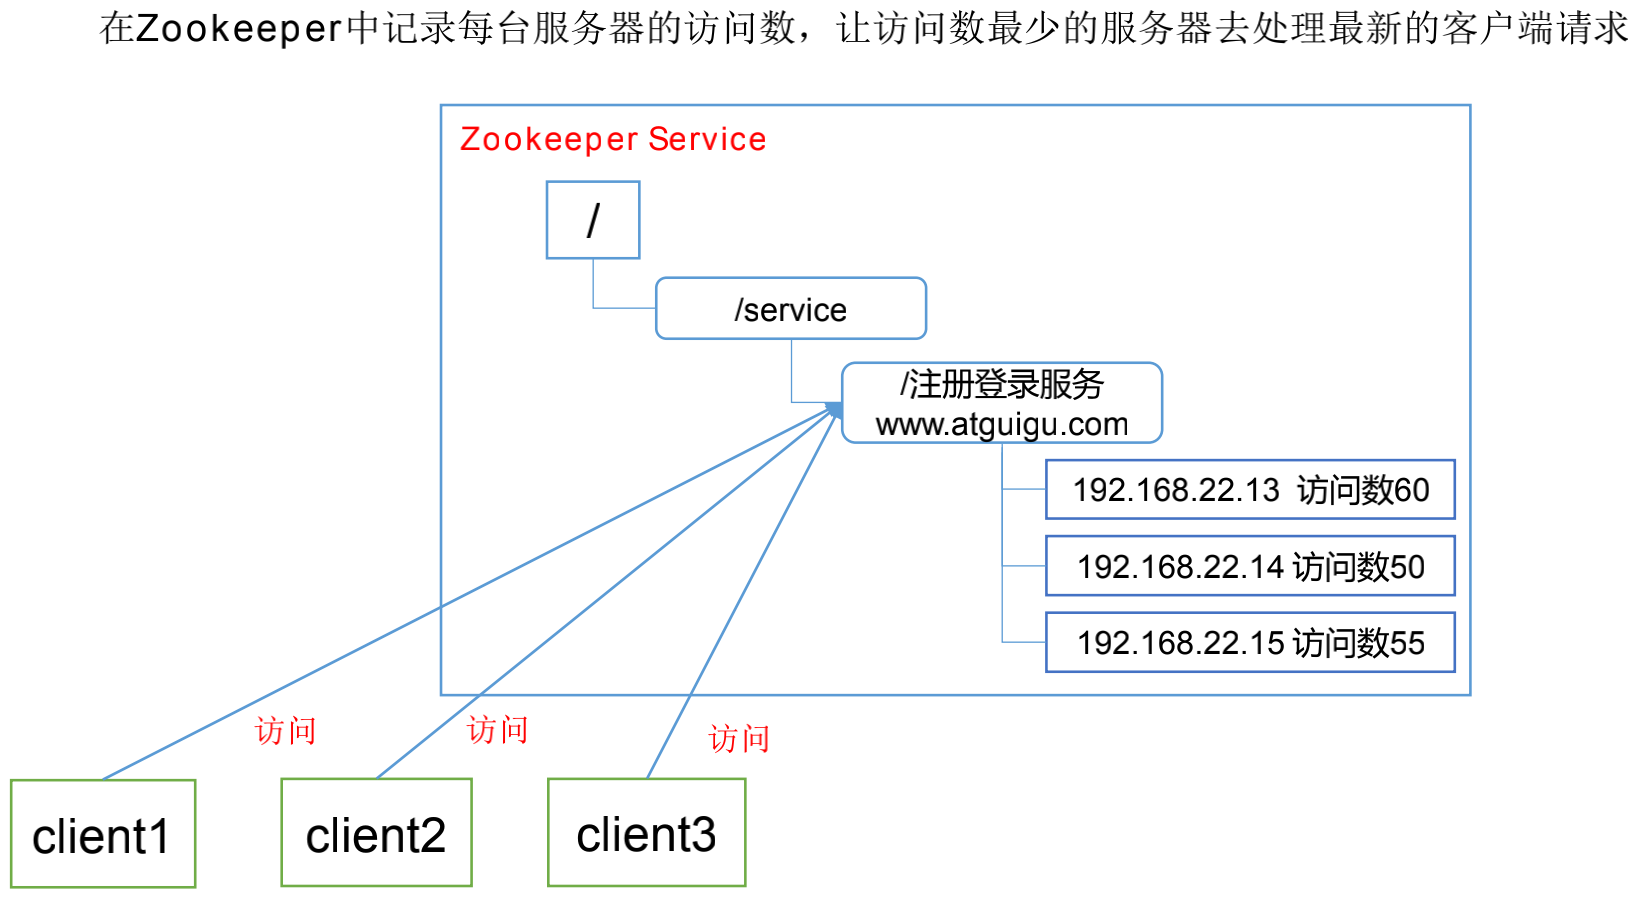 在Zookeeper中记录每台服务器的访问数，让访问数最少的服务器去处理最新的客户端请求
Zookeeper Service
/
/service
/注册登录服务
www.atguigu.com
192.168.22.13 访问数60
192.168.22.14 访问数50
192.168.22.15 访问数55
访问
访问
访问
client1
client2
client3